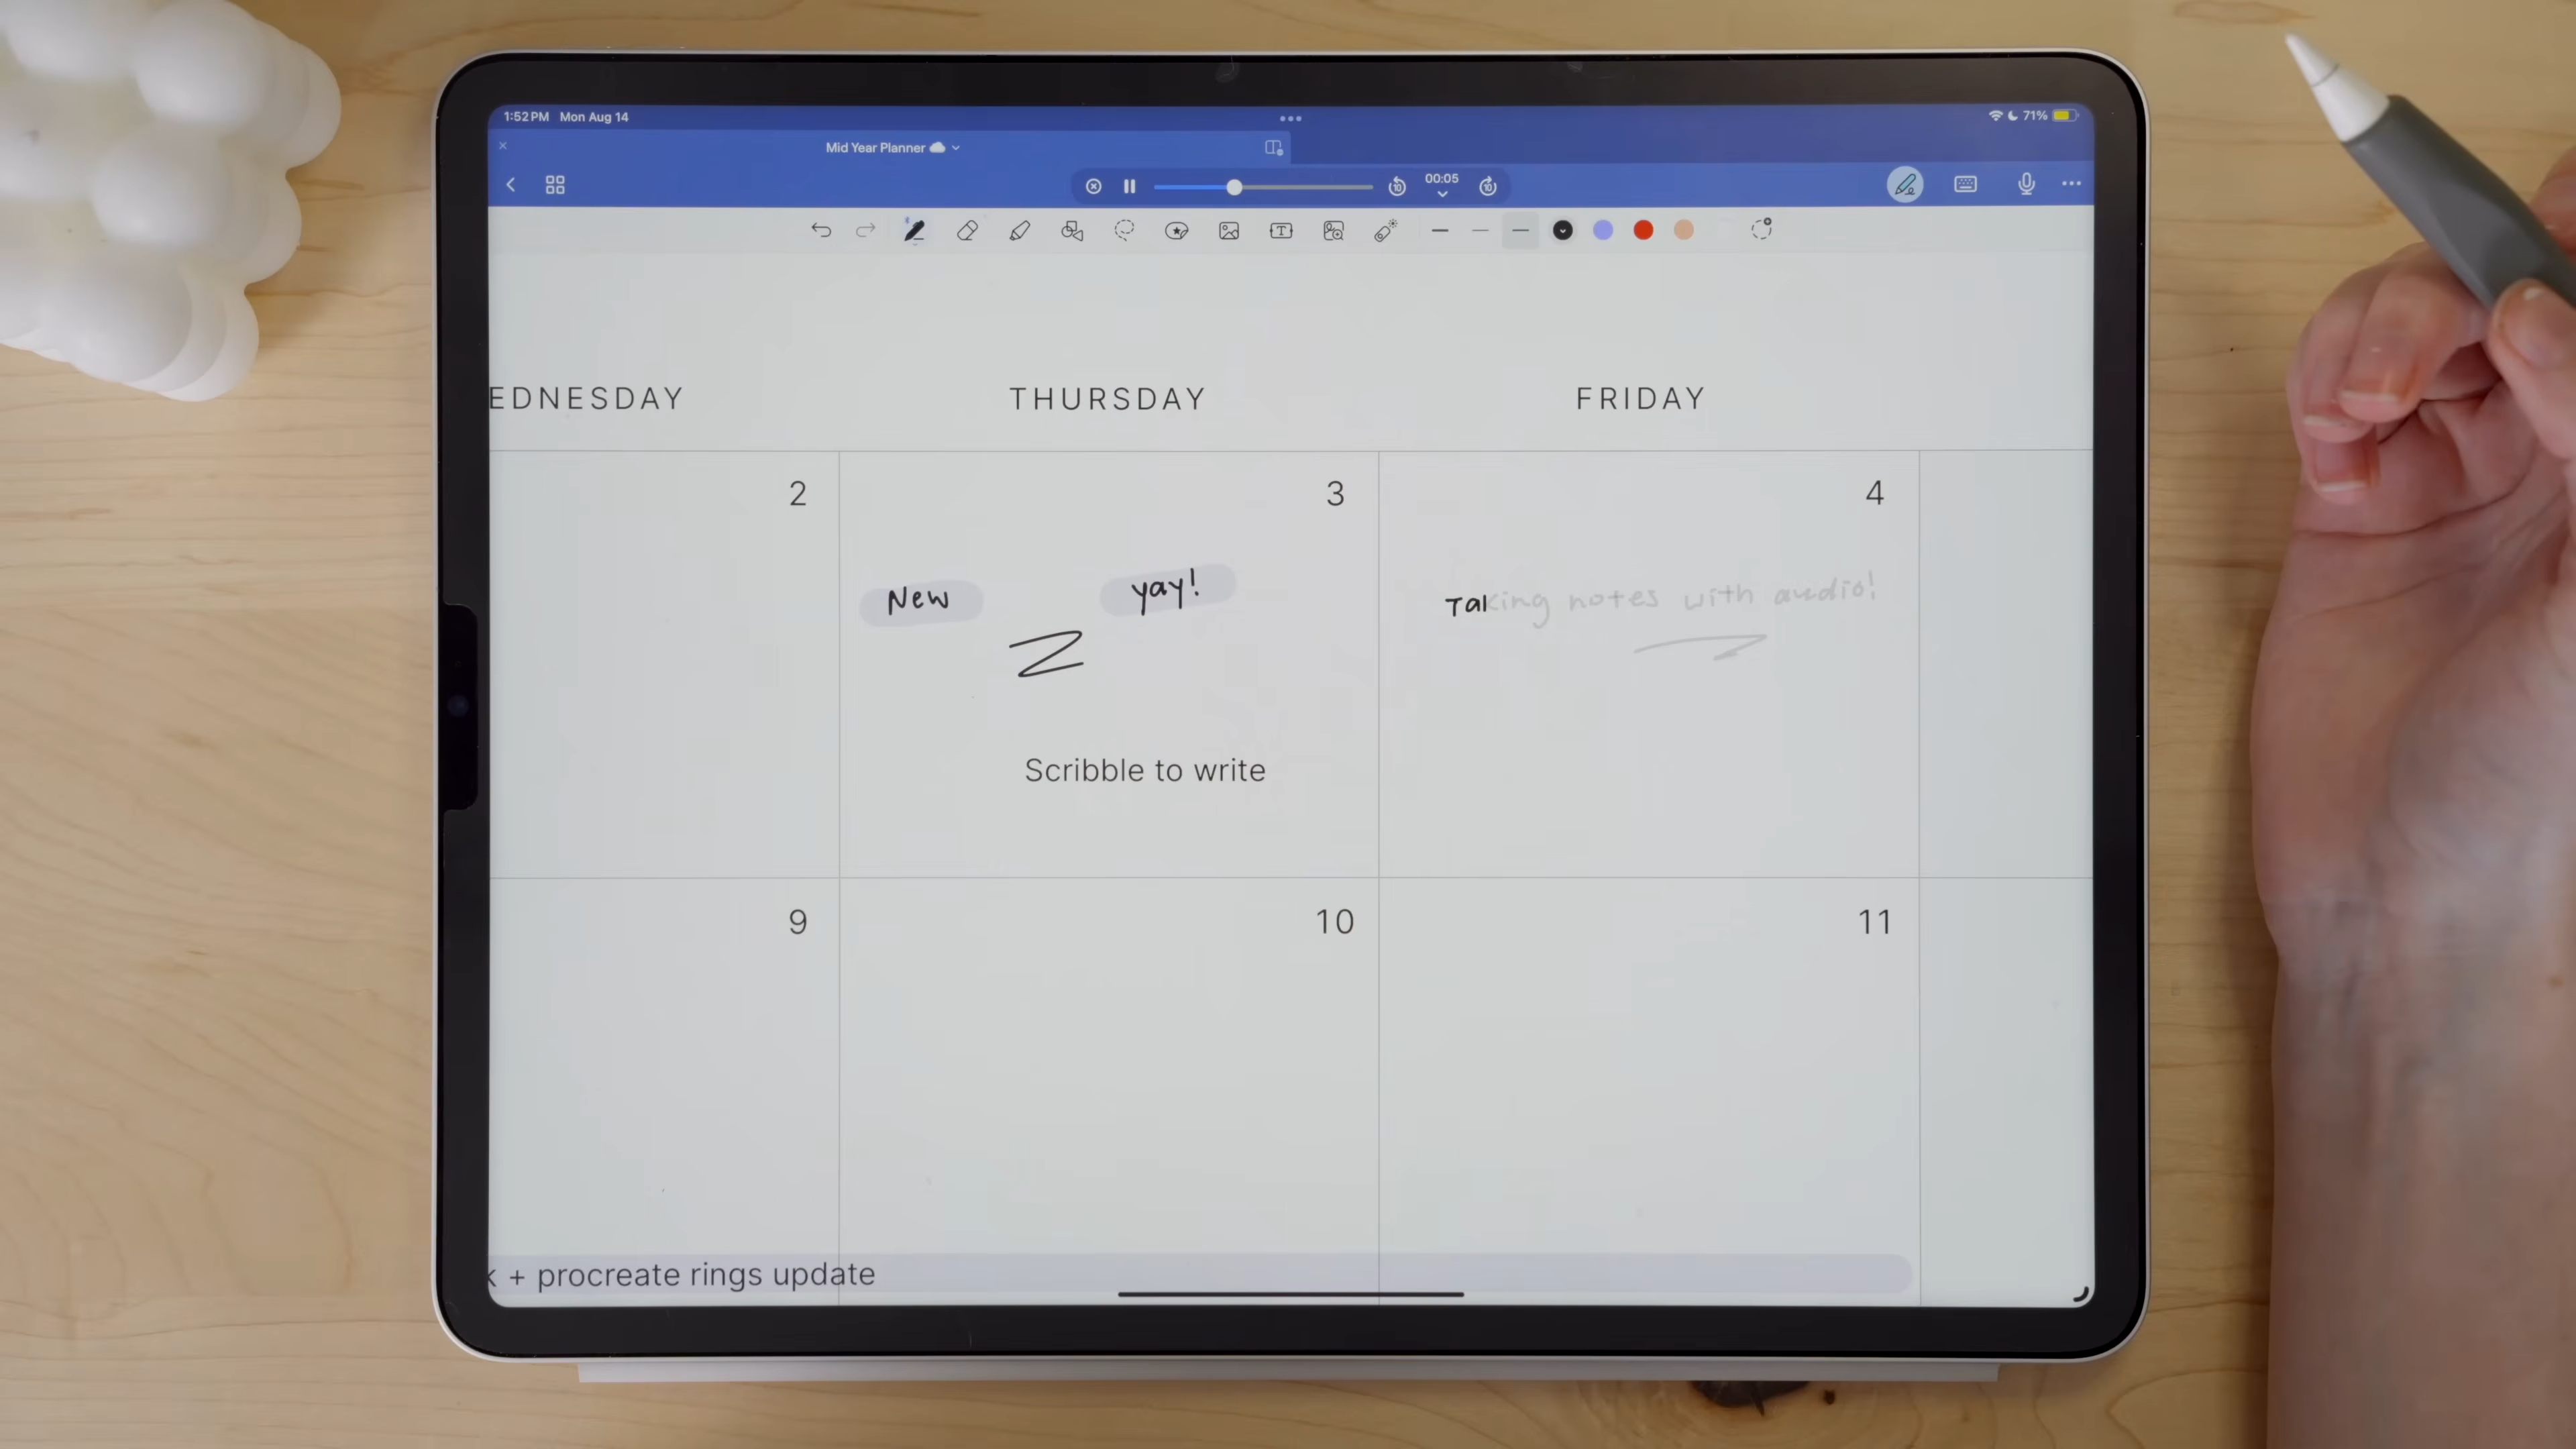 1:52 PM Mon Aug 14
71%
Mid Year Planner
00:05
EDNESDAY THURSDAY FRIDAY
2 3 4
New yay! Taking notes with audio!
Scribble to write
9 10 11
k + procreate rings update